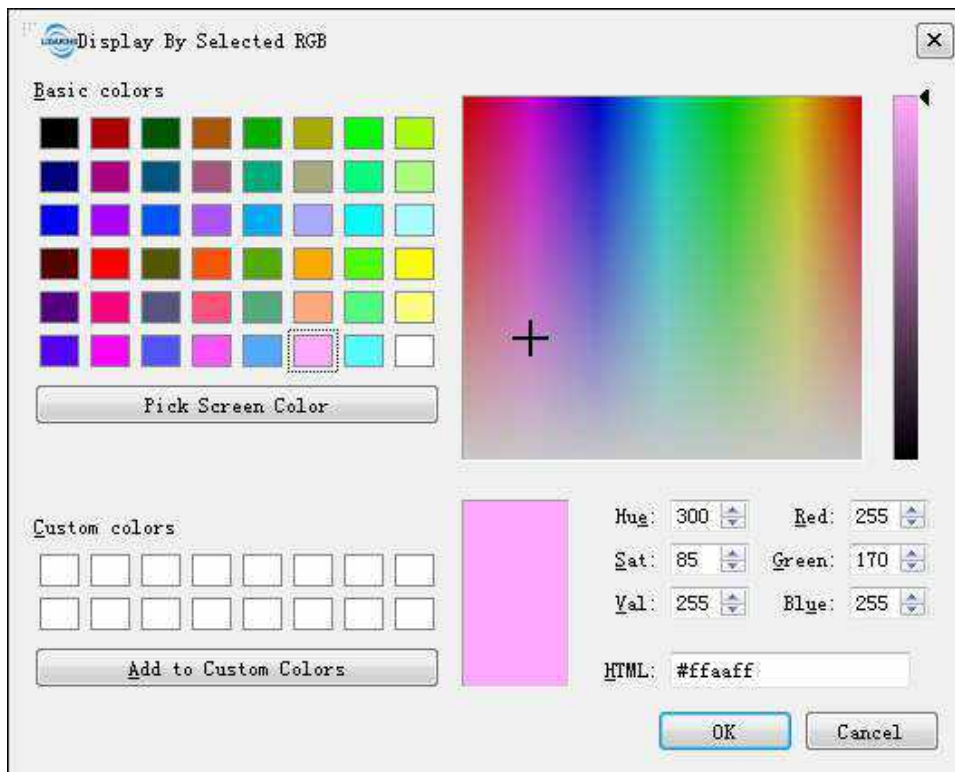 Display By Selected RGB
Basic colors
Pick Screen Color
Custom colors
Add to Custom Colors
Hue: 300 Red: 255
Sat: 85 Green: 170
Val: 255 Blue: 255
HTML: #ffaaff
OK Cancel